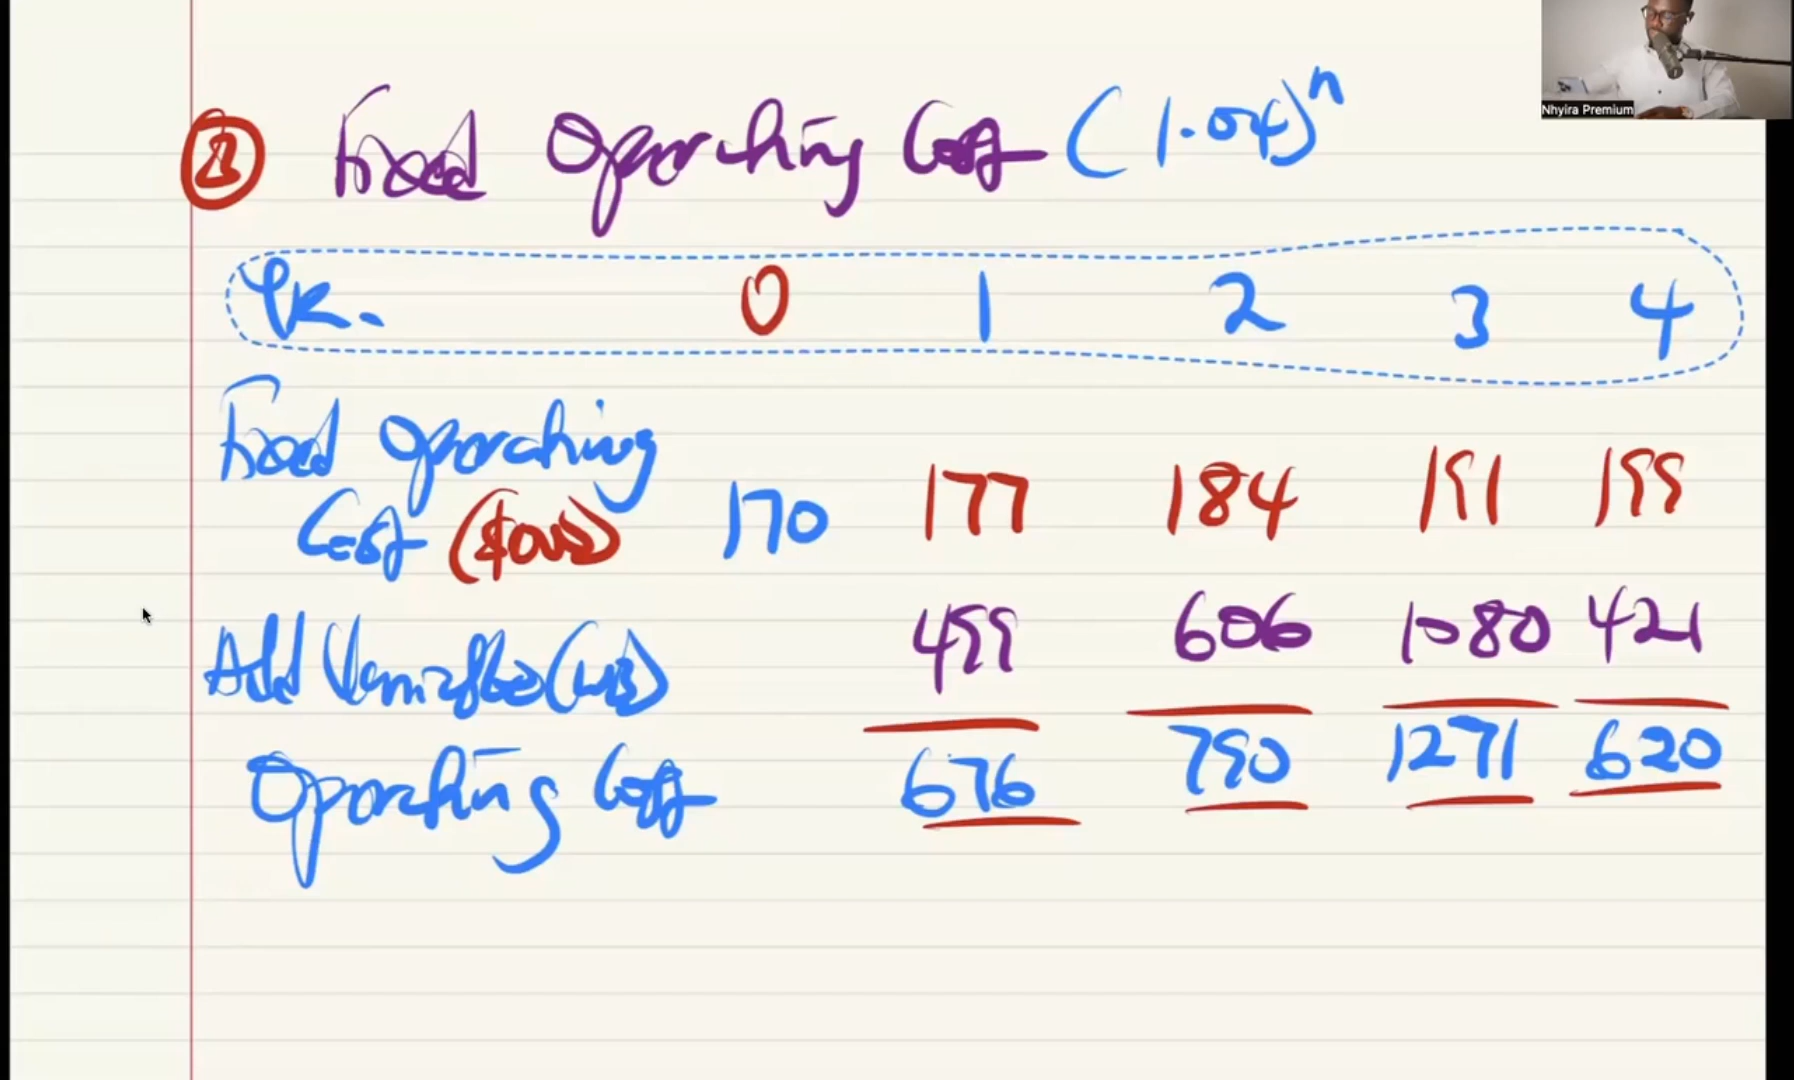 Nhyira Premium
② Fixed Operating Cost (1.04)ⁿ
Yr. 0 1 2 3 4
Fixed operating
Cost ($000) 170 177 184 191 199
Add Variable (W1) 499 606 1080 421
Operating Cost 676 790 1271 620